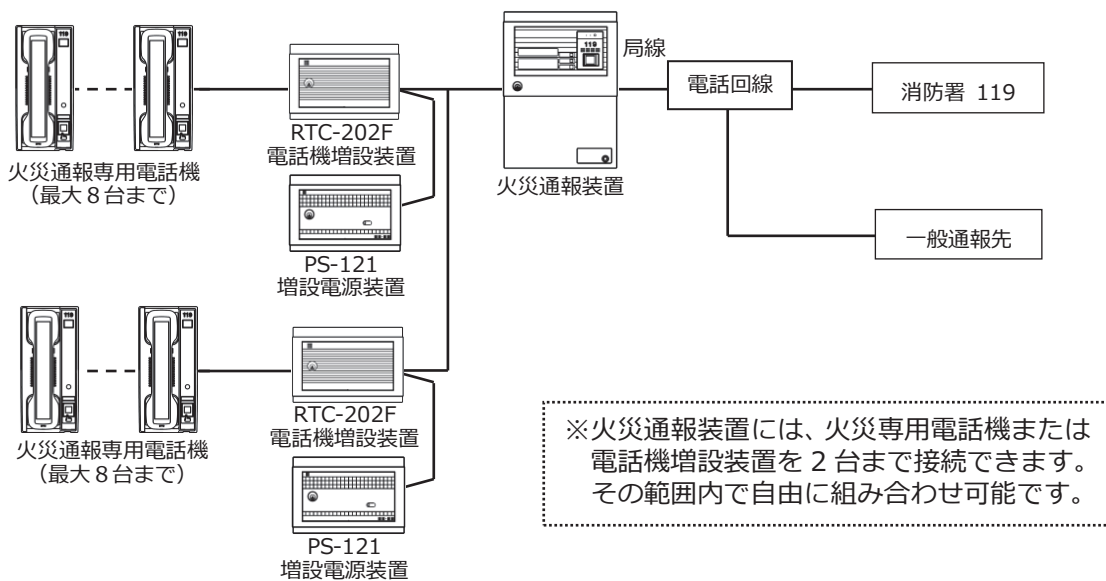 119
119
119
局線
電話回線
消防署 119
RTC-202F
電話機増設装置
火災通報専用電話機
（最大８台まで）
火災通報装置
PS-121
増設電源装置
一般通報先
119
119
RTC-202F
電話機増設装置
火災通報専用電話機
（最大８台まで）
PS-121
増設電源装置
※火災通報装置には、火災専用電話機または
電話機増設装置を 2 台まで接続できます。
その範囲内で自由に組み合わせ可能です。